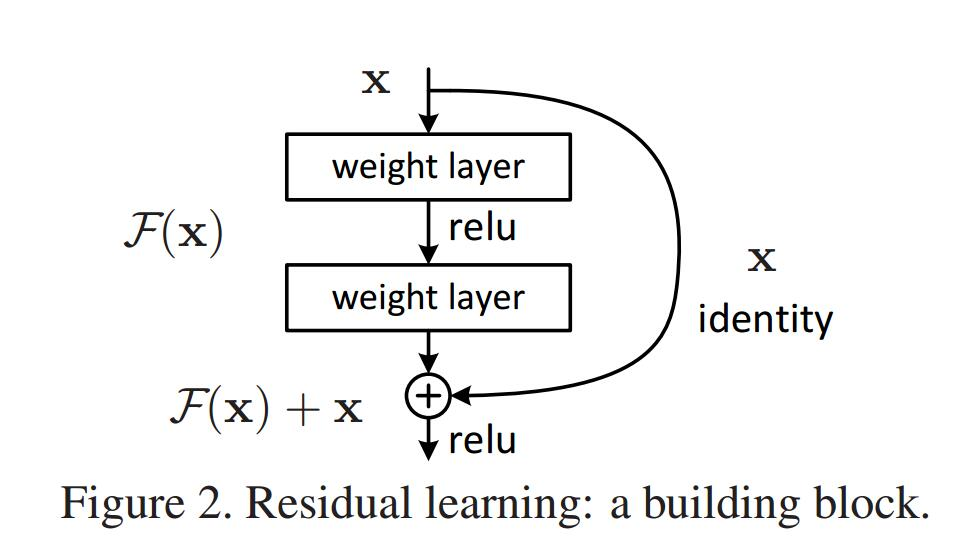 x
weight layer
relu
F(x)
weight layer
x
identity
F(x) + x
relu
Figure 2. Residual learning: a building block.